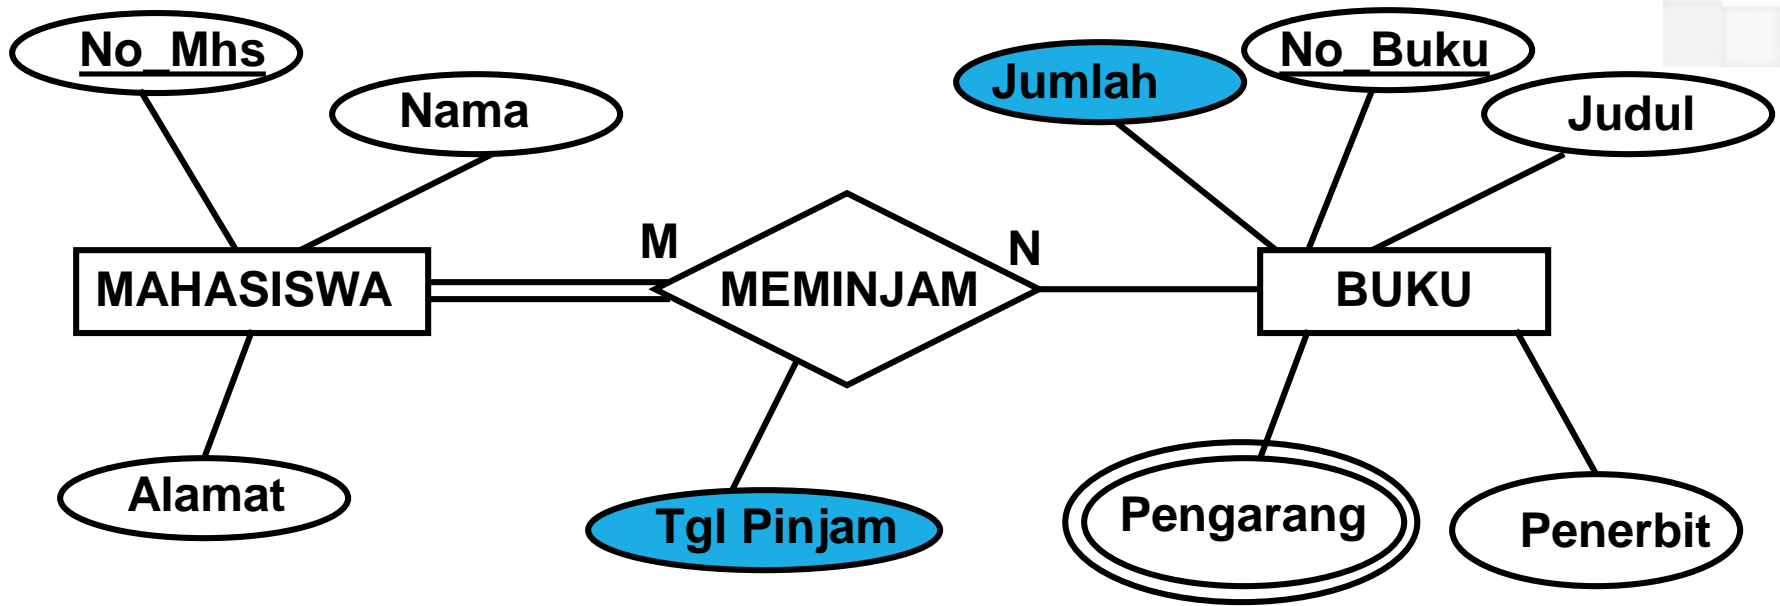 No_Mhs
Nama
Jumlah
No_Buku
Judul
MAHASISWA
M
MEMINJAM
N
BUKU
Alamat
Tgl Pinjam
Pengarang
Penerbit